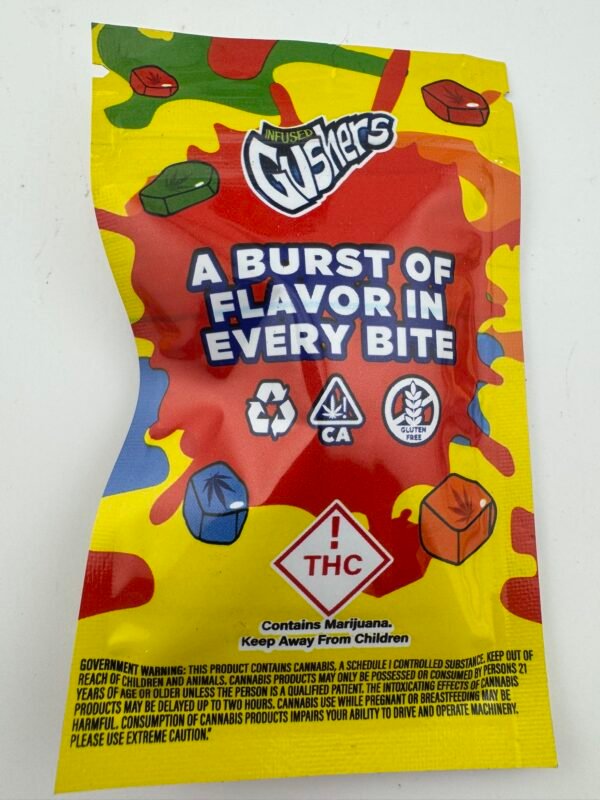 INFUSED
Gushers
A BURST OF
FLAVOR IN
EVERY BITE
!
CA
GLUTEN
FREE
!
THC
Contains Marijuana.
Keep Away From Children
GOVERNMENT WARNING: THIS PRODUCT CONTAINS CANNABIS, A SCHEDULE I CONTROLLED SUBSTANCE. KEEP OUT OF
REACH OF CHILDREN AND ANIMALS. CANNABIS PRODUCTS MAY ONLY BE POSSESSED OR CONSUMED BY PERSONS 21
YEARS OF AGE OR OLDER UNLESS THE PERSON IS A QUALIFIED PATIENT. THE INTOXICATING EFFECTS OF CANNABIS
PRODUCTS MAY BE DELAYED UP TO TWO HOURS. CANNABIS USE WHILE PREGNANT OR BREASTFEEDING MAY BE
HARMFUL. CONSUMPTION OF CANNABIS PRODUCTS IMPAIRS YOUR ABILITY TO DRIVE AND OPERATE MACHINERY.
PLEASE USE EXTREME CAUTION."